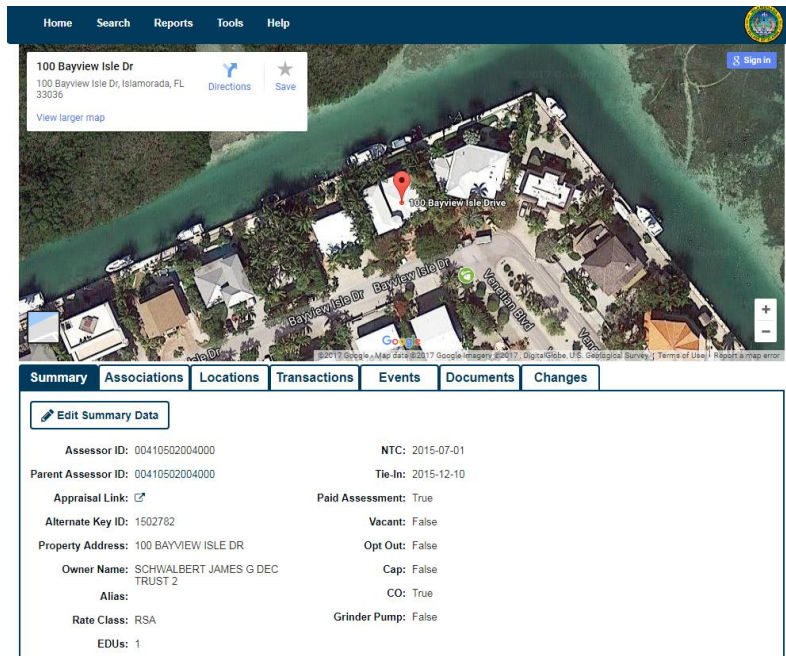 Home Search Reports Tools Help
100 Bayview Isle Dr
100 Bayview Isle Dr, Islamorada, FL
33036
Directions
Save
View larger map
Sign in
100 Bayview Isle Drive
Bayview Isle Dr
Bayview Isle Dr
Venetian Blvd
Google
©2017 Google - Map data ©2017 Google Imagery ©2017 , DigitalGlobe, U.S. Geological Survey Terms of Use Report a map error
Summary Associations Locations Transactions Events Documents Changes
Edit Summary Data
Assessor ID: 00410502004000
NTC: 2015-07-01
Parent Assessor ID: 00410502004000
Tie-In: 2015-12-10
Appraisal Link:
Paid Assessment: True
Alternate Key ID: 1502782
Vacant: False
Property Address: 100 BAYVIEW ISLE DR
Opt Out: False
Owner Name: SCHWALBERT JAMES G DEC
TRUST 2
Cap: False
Alias:
CO: True
Rate Class: RSA
Grinder Pump: False
EDUs: 1